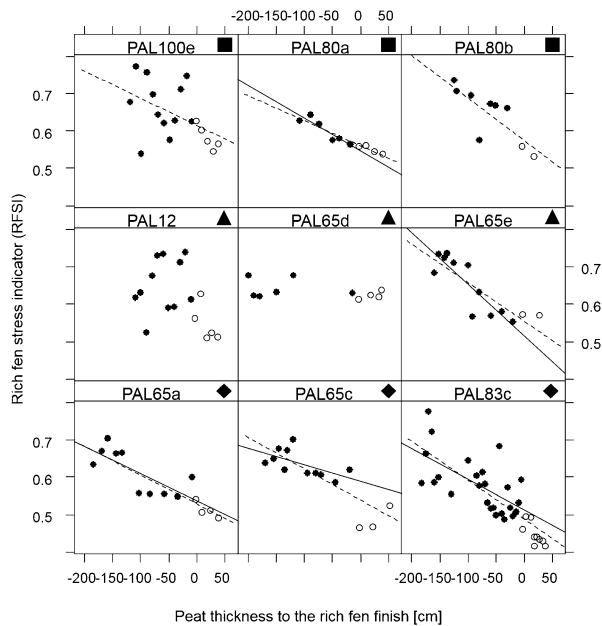 -200-150-100 -50 0 50
PAL100e PAL80a PAL80b
0.7
0.6
0.5
PAL12 PAL65d PAL65e
0.7
0.6
0.5
PAL65a PAL65c PAL83c
0.7
0.6
0.5
-200-150-100 -50 0 50 -200-150-100 -50 0 50
Rich fen stress indicator (RFSI)
Peat thickness to the rich fen finish [cm]